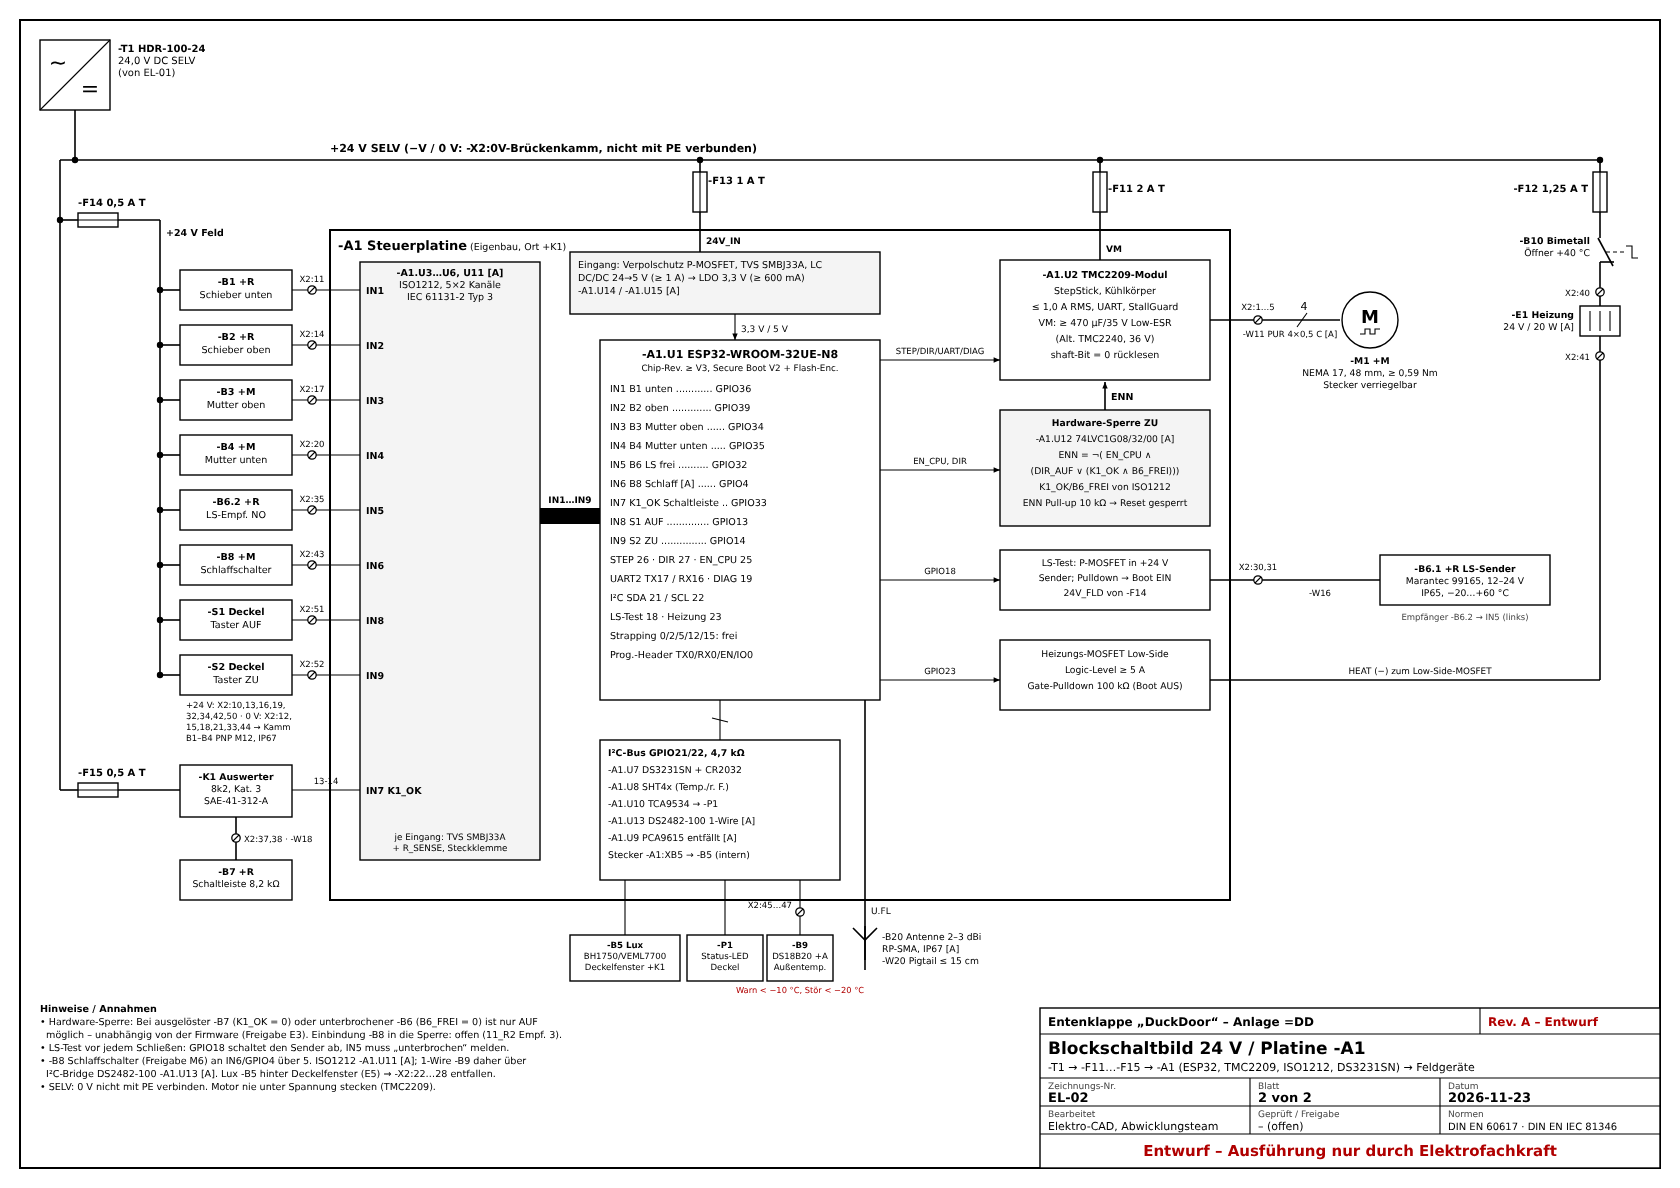 ~
=
-T1 HDR-100-24
24,0 V DC SELV
(von EL-01)
+24 V SELV (−V / 0 V: -X2:0V-Brückenkamm, nicht mit PE verbunden)
-F14 0,5 A T
+24 V Feld
-F13 1 A T
-F11 2 A T
-F12 1,25 A T
-B10 Bimetall
Öffner +40 °C
X2:40
-E1 Heizung
24 V / 20 W [A]
X2:41
-B1 +R
Schieber unten
X2:11
-B2 +R
Schieber oben
X2:14
-B3 +M
Mutter oben
X2:17
-B4 +M
Mutter unten
X2:20
-B6.2 +R
LS-Empf. NO
X2:35
-B8 +M
Schlaffschalter
X2:43
-S1 Deckel
Taster AUF
X2:51
-S2 Deckel
Taster ZU
X2:52
+24 V: X2:10,13,16,19,
32,34,42,50 · 0 V: X2:12,
15,18,21,33,44 → Kamm
B1–B4 PNP M12, IP67
-F15 0,5 A T
-K1 Auswerter
8k2, Kat. 3
SAE-41-312-A
13-14
X2:37,38 · -W18
-B7 +R
Schaltleiste 8,2 kΩ
-A1 Steuerplatine (Eigenbau, Ort +K1)
-A1.U3…U6, U11 [A]
ISO1212, 5×2 Kanäle
IEC 61131-2 Typ 3
IN1
IN2
IN3
IN4
IN5
IN6
IN8
IN9
IN7 K1_OK
je Eingang: TVS SMBJ33A
+ R_SENSE, Steckklemme
IN1…IN9
24V_IN
Eingang: Verpolschutz P-MOSFET, TVS SMBJ33A, LC
DC/DC 24→5 V (≥ 1 A) → LDO 3,3 V (≥ 600 mA)
-A1.U14 / -A1.U15 [A]
3,3 V / 5 V
-A1.U1 ESP32-WROOM-32UE-N8
Chip-Rev. ≥ V3, Secure Boot V2 + Flash-Enc.
IN1 B1 unten ............ GPIO36
IN2 B2 oben ............. GPIO39
IN3 B3 Mutter oben ...... GPIO34
IN4 B4 Mutter unten ..... GPIO35
IN5 B6 LS frei .......... GPIO32
IN6 B8 Schlaff [A] ...... GPIO4
IN7 K1_OK Schaltleiste .. GPIO33
IN8 S1 AUF .............. GPIO13
IN9 S2 ZU ............... GPIO14
STEP 26 · DIR 27 · EN_CPU 25
UART2 TX17 / RX16 · DIAG 19
I²C SDA 21 / SCL 22
LS-Test 18 · Heizung 23
Strapping 0/2/5/12/15: frei
Prog.-Header TX0/RX0/EN/IO0
STEP/DIR/UART/DIAG
EN_CPU, DIR
GPIO18
GPIO23
VM
-A1.U2 TMC2209-Modul
StepStick, Kühlkörper
≤ 1,0 A RMS, UART, StallGuard
VM: ≥ 470 µF/35 V Low-ESR
(Alt. TMC2240, 36 V)
shaft-Bit = 0 rücklesen
ENN
Hardware-Sperre ZU
-A1.U12 74LVC1G08/32/00 [A]
ENN = ¬( EN_CPU ∧
(DIR_AUF ∨ (K1_OK ∧ B6_FREI)))
K1_OK/B6_FREI von ISO1212
ENN Pull-up 10 kΩ → Reset gesperrt
LS-Test: P-MOSFET in +24 V
Sender; Pulldown → Boot EIN
24V_FLD von -F14
Heizungs-MOSFET Low-Side
Logic-Level ≥ 5 A
Gate-Pulldown 100 kΩ (Boot AUS)
X2:1…5
4
-W11 PUR 4×0,5 C [A]
M
-M1 +M
NEMA 17, 48 mm, ≥ 0,59 Nm
Stecker verriegelbar
X2:30,31
-W16
-B6.1 +R LS-Sender
Marantec 99165, 12–24 V
IP65, −20…+60 °C
Empfänger -B6.2 → IN5 (links)
HEAT (−) zum Low-Side-MOSFET
I²C-Bus GPIO21/22, 4,7 kΩ
-A1.U7 DS3231SN + CR2032
-A1.U8 SHT4x (Temp./r. F.)
-A1.U10 TCA9534 → -P1
-A1.U13 DS2482-100 1-Wire [A]
-A1.U9 PCA9615 entfällt [A]
Stecker -A1:XB5 → -B5 (intern)
X2:45…47
U.FL
-B5 Lux
BH1750/VEML7700
Deckelfenster +K1
-P1
Status-LED
Deckel
-B9
DS18B20 +A
Außentemp.
-B20 Antenne 2–3 dBi
RP-SMA, IP67 [A]
-W20 Pigtail ≤ 15 cm
Warn < −10 °C, Stör < −20 °C
Hinweise / Annahmen
• Hardware-Sperre: Bei ausgelöster -B7 (K1_OK = 0) oder unterbrochener -B6 (B6_FREI = 0) ist nur AUF
möglich – unabhängig von der Firmware (Freigabe E3). Einbindung -B8 in die Sperre: offen (11_R2 Empf. 3).
• LS-Test vor jedem Schließen: GPIO18 schaltet den Sender ab, IN5 muss „unterbrochen“ melden.
• -B8 Schlaffschalter (Freigabe M6) an IN6/GPIO4 über 5. ISO1212 -A1.U11 [A]; 1-Wire -B9 daher über
I²C-Bridge DS2482-100 -A1.U13 [A]. Lux -B5 hinter Deckelfenster (E5) → -X2:22…28 entfallen.
• SELV: 0 V nicht mit PE verbinden. Motor nie unter Spannung stecken (TMC2209).
Entenklappe „DuckDoor“ – Anlage =DD
Rev. A – Entwurf
Blockschaltbild 24 V / Platine -A1
-T1 → -F11…-F15 → -A1 (ESP32, TMC2209, ISO1212, DS3231SN) → Feldgeräte
Zeichnungs-Nr.
EL-02
Blatt
2 von 2
Datum
2026-11-23
Bearbeitet
Elektro-CAD, Abwicklungsteam
Geprüft / Freigabe
– (offen)
Normen
DIN EN 60617 · DIN EN IEC 81346
Entwurf – Ausführung nur durch Elektrofachkraft